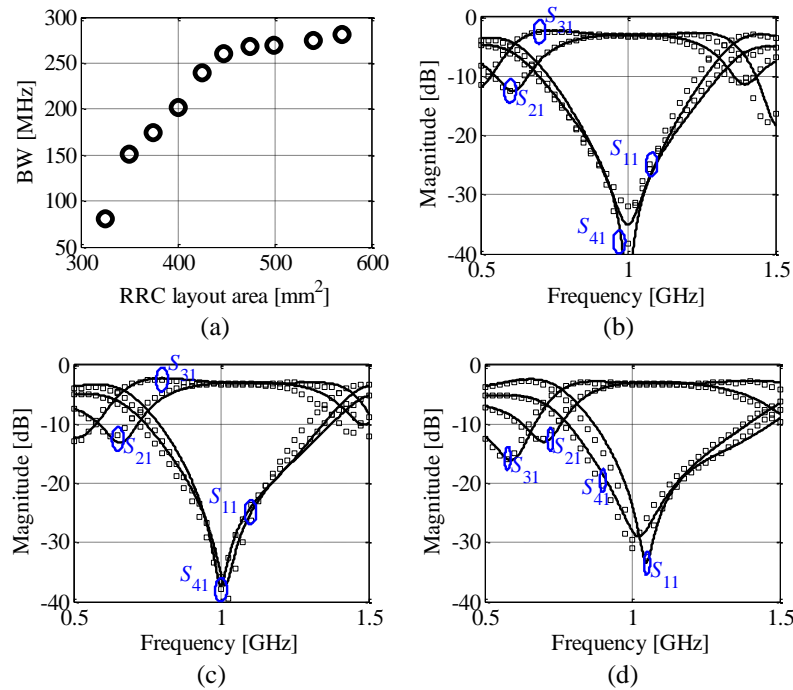 300
250
200
150
100
50
BW [MHz]
300 400 500 600
RRC layout area [mm2]
(a)
0
-10
-20
-30
-40
Magnitude [dB]
S31
S21
S11
S41
0.5 1 1.5
Frequency [GHz]
(b)
0
-10
-20
-30
-40
Magnitude [dB]
S31
S21
S11
S41
0.5 1 1.5
Frequency [GHz]
(c)
0
-10
-20
-30
-40
Magnitude [dB]
S31
S21
S41
S11
0.5 1 1.5
Frequency [GHz]
(d)